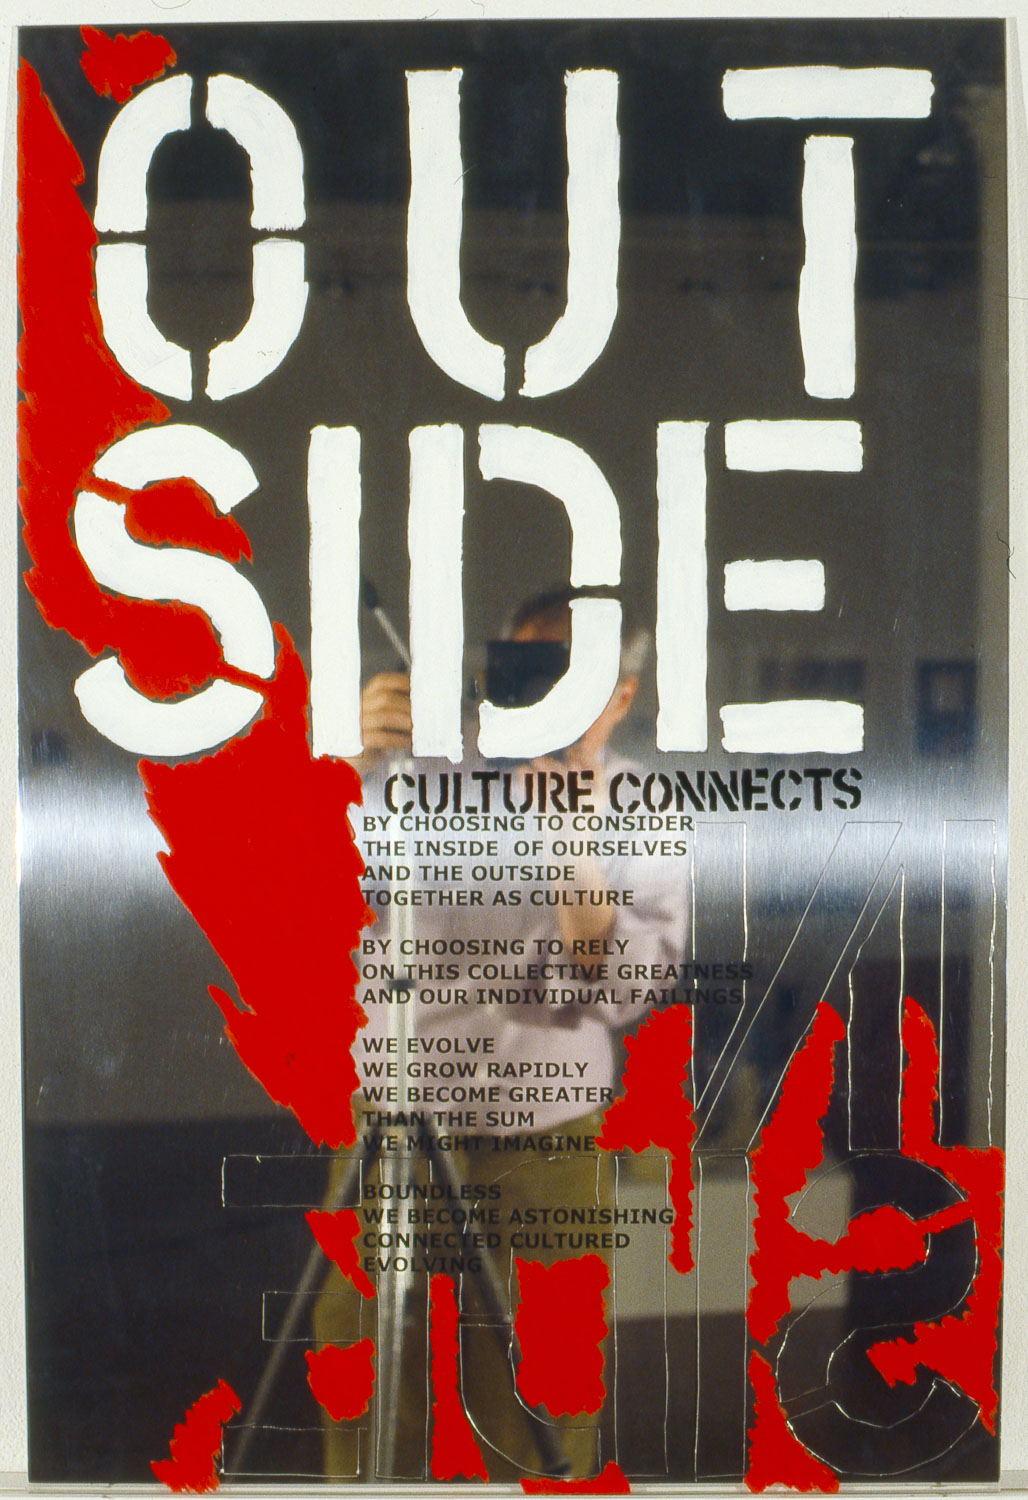 OUT
SIDE
CULTURE CONNECTS
BY CHOOSING TO CONSIDER
THE INSIDE OF OURSELVES
AND THE OUTSIDE
TOGETHER AS CULTURE
BY CHOOSING TO RELY
ON THIS COLLECTIVE GREATNESS
AND OUR INDIVIDUAL FAILINGS
WE EVOLVE
WE GROW RAPIDLY
WE BECOME GREATER
THAN THE SUM
WE MIGHT IMAGINE
BOUNDLESS
WE BECOME ASTONISHING
CONNECTED CULTURED
EVOLVING
IN
SIDE